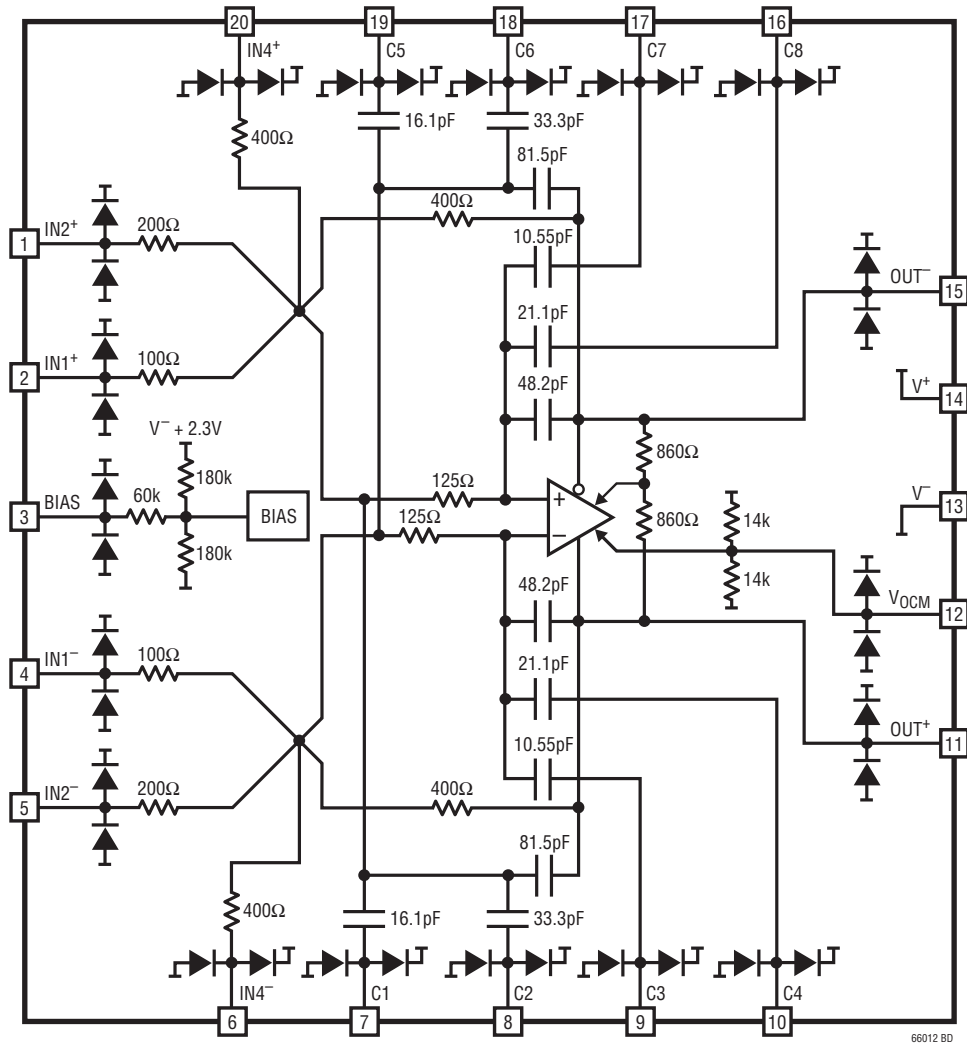 20 19 18 17 16
IN4+ C5 C6 C7 C8
16.1pF 33.3pF
400Ω
81.5pF
400Ω
IN2+ 200Ω
1
10.55pF
OUT−
15
21.1pF
IN1+ 100Ω
2
V+
14
48.2pF
V− + 2.3V
860Ω
180k
125Ω
BIAS 60k
3
BIAS
+
V−
13
125Ω
860Ω
14k
−
180k
14k
48.2pF
VOCM
12
IN1− 100Ω
4
21.1pF
OUT+
11
10.55pF
IN2− 200Ω
5
400Ω
81.5pF
400Ω
16.1pF 33.3pF
IN4− C1 C2 C3 C4
6 7 8 9 10
66012 BD